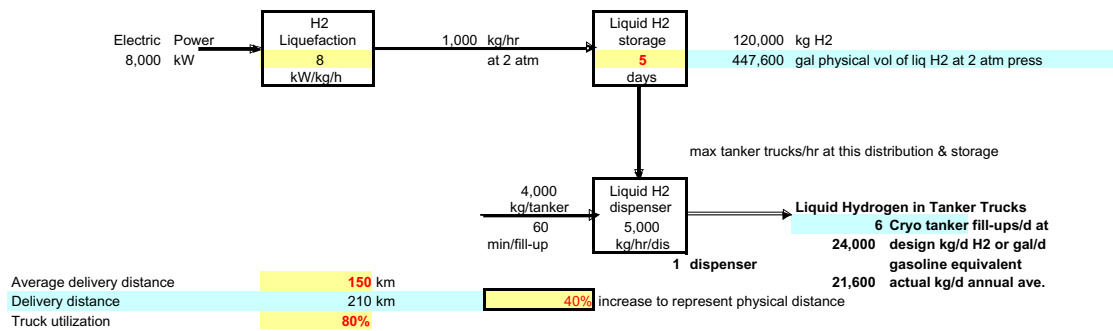 H2
Liquefaction
8
kW/kg/h
Electric Power
8,000 kW
1,000 kg/hr
at 2 atm
Liquid H2
storage
5
days
120,000 kg H2
447,600 gal physical vol of liq H2 at 2 atm press
max tanker trucks/hr at this distribution & storage
4,000
kg/tanker
60
min/fill-up
Liquid H2
dispenser
5,000
kg/hr/dis
1 dispenser
Liquid Hydrogen in Tanker Trucks
6 Cryo tanker fill-ups/d at
24,000 design kg/d H2 or gal/d
gasoline equivalent
21,600 actual kg/d annual ave.
Average delivery distance 150 km
Delivery distance 210 km 40% increase to represent physical distance
Truck utilization 80%